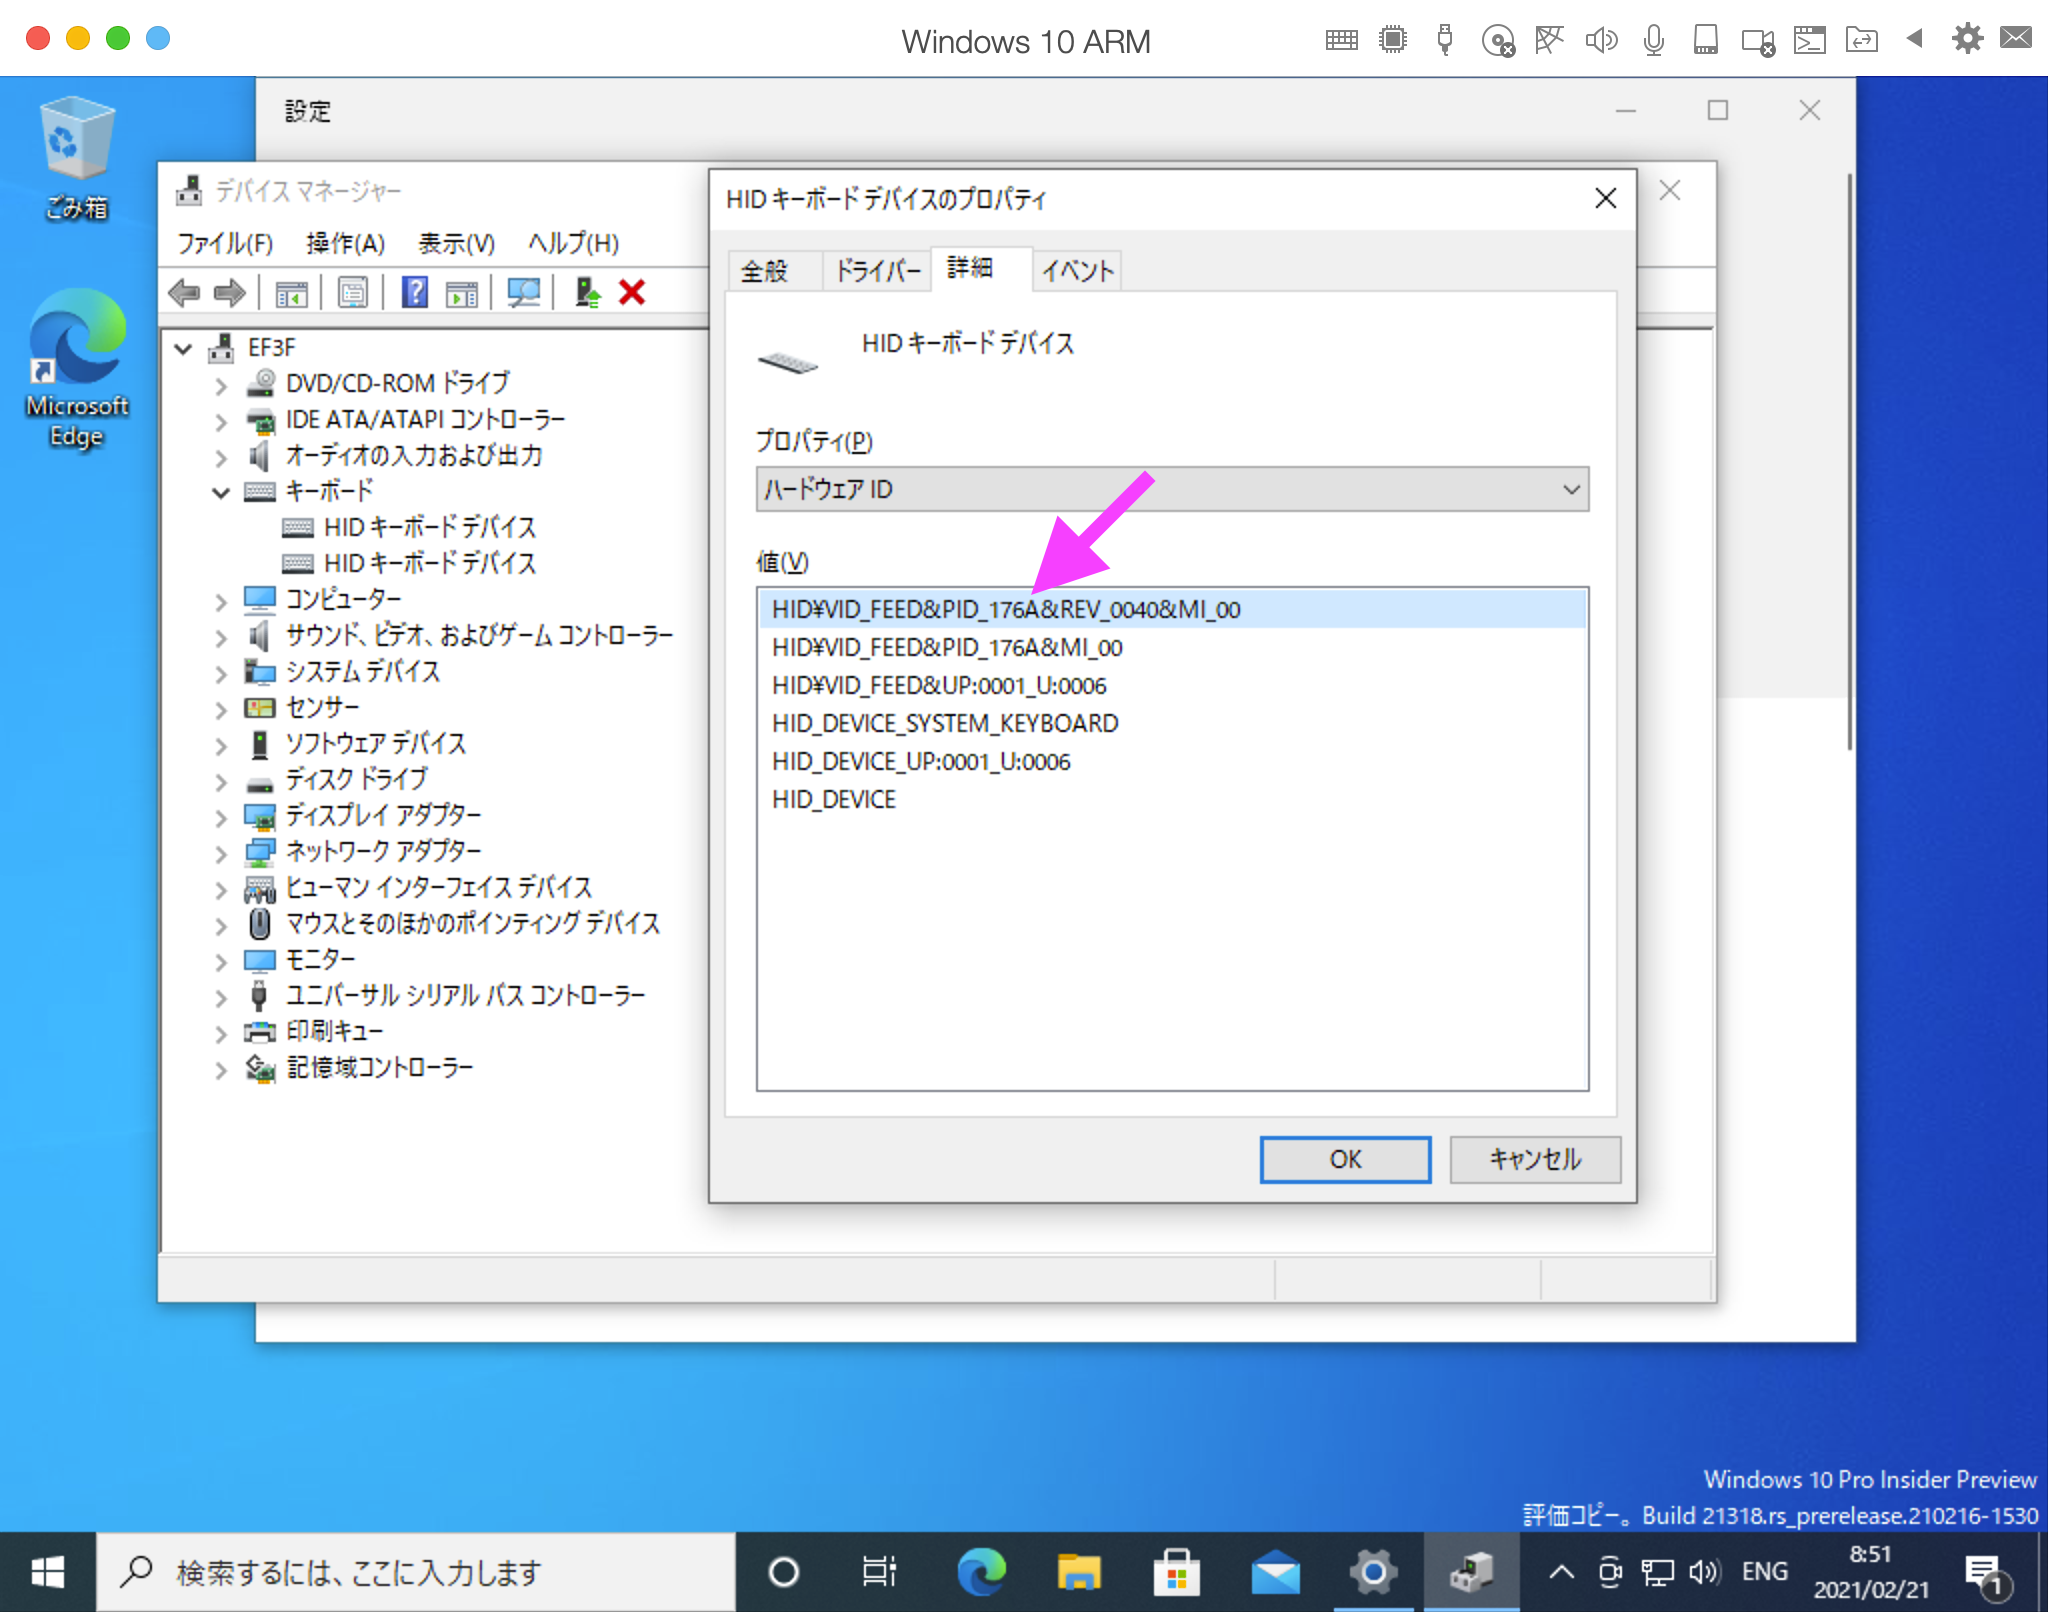 Windows 10 ARM
ごみ箱
Microsoft
Edge
設定
デバイス マネージャー
ファイル(F) 操作(A) 表示(V) ヘルプ(H)
EF3F
DVD/CD-ROM ドライブ
IDE ATA/ATAPI コントローラー
オーディオの入力および出力
キーボード
HID キーボード デバイス
HID キーボード デバイス
コンピューター
サウンド、ビデオ、およびゲーム コントローラー
システム デバイス
センサー
ソフトウェア デバイス
ディスク ドライブ
ディスプレイ アダプター
ネットワーク アダプター
ヒューマン インターフェイス デバイス
マウスとそのほかのポインティング デバイス
モニター
ユニバーサル シリアル バス コントローラー
印刷キュー
記憶域コントローラー
HID キーボード デバイスのプロパティ
全般 ドライバー 詳細 イベント
HID キーボード デバイス
プロパティ(P)
ハードウェア ID
値(V)
HID¥VID_FEED&PID_176A&REV_0040&MI_00
HID¥VID_FEED&PID_176A&MI_00
HID¥VID_FEED&UP:0001_U:0006
HID_DEVICE_SYSTEM_KEYBOARD
HID_DEVICE_UP:0001_U:0006
HID_DEVICE
OK キャンセル
Windows 10 Pro Insider Preview
評価コピー。 Build 21318.rs_prerelease.210216-1530
検索するには、ここに入力します
ENG
8:51
2021/02/21
1